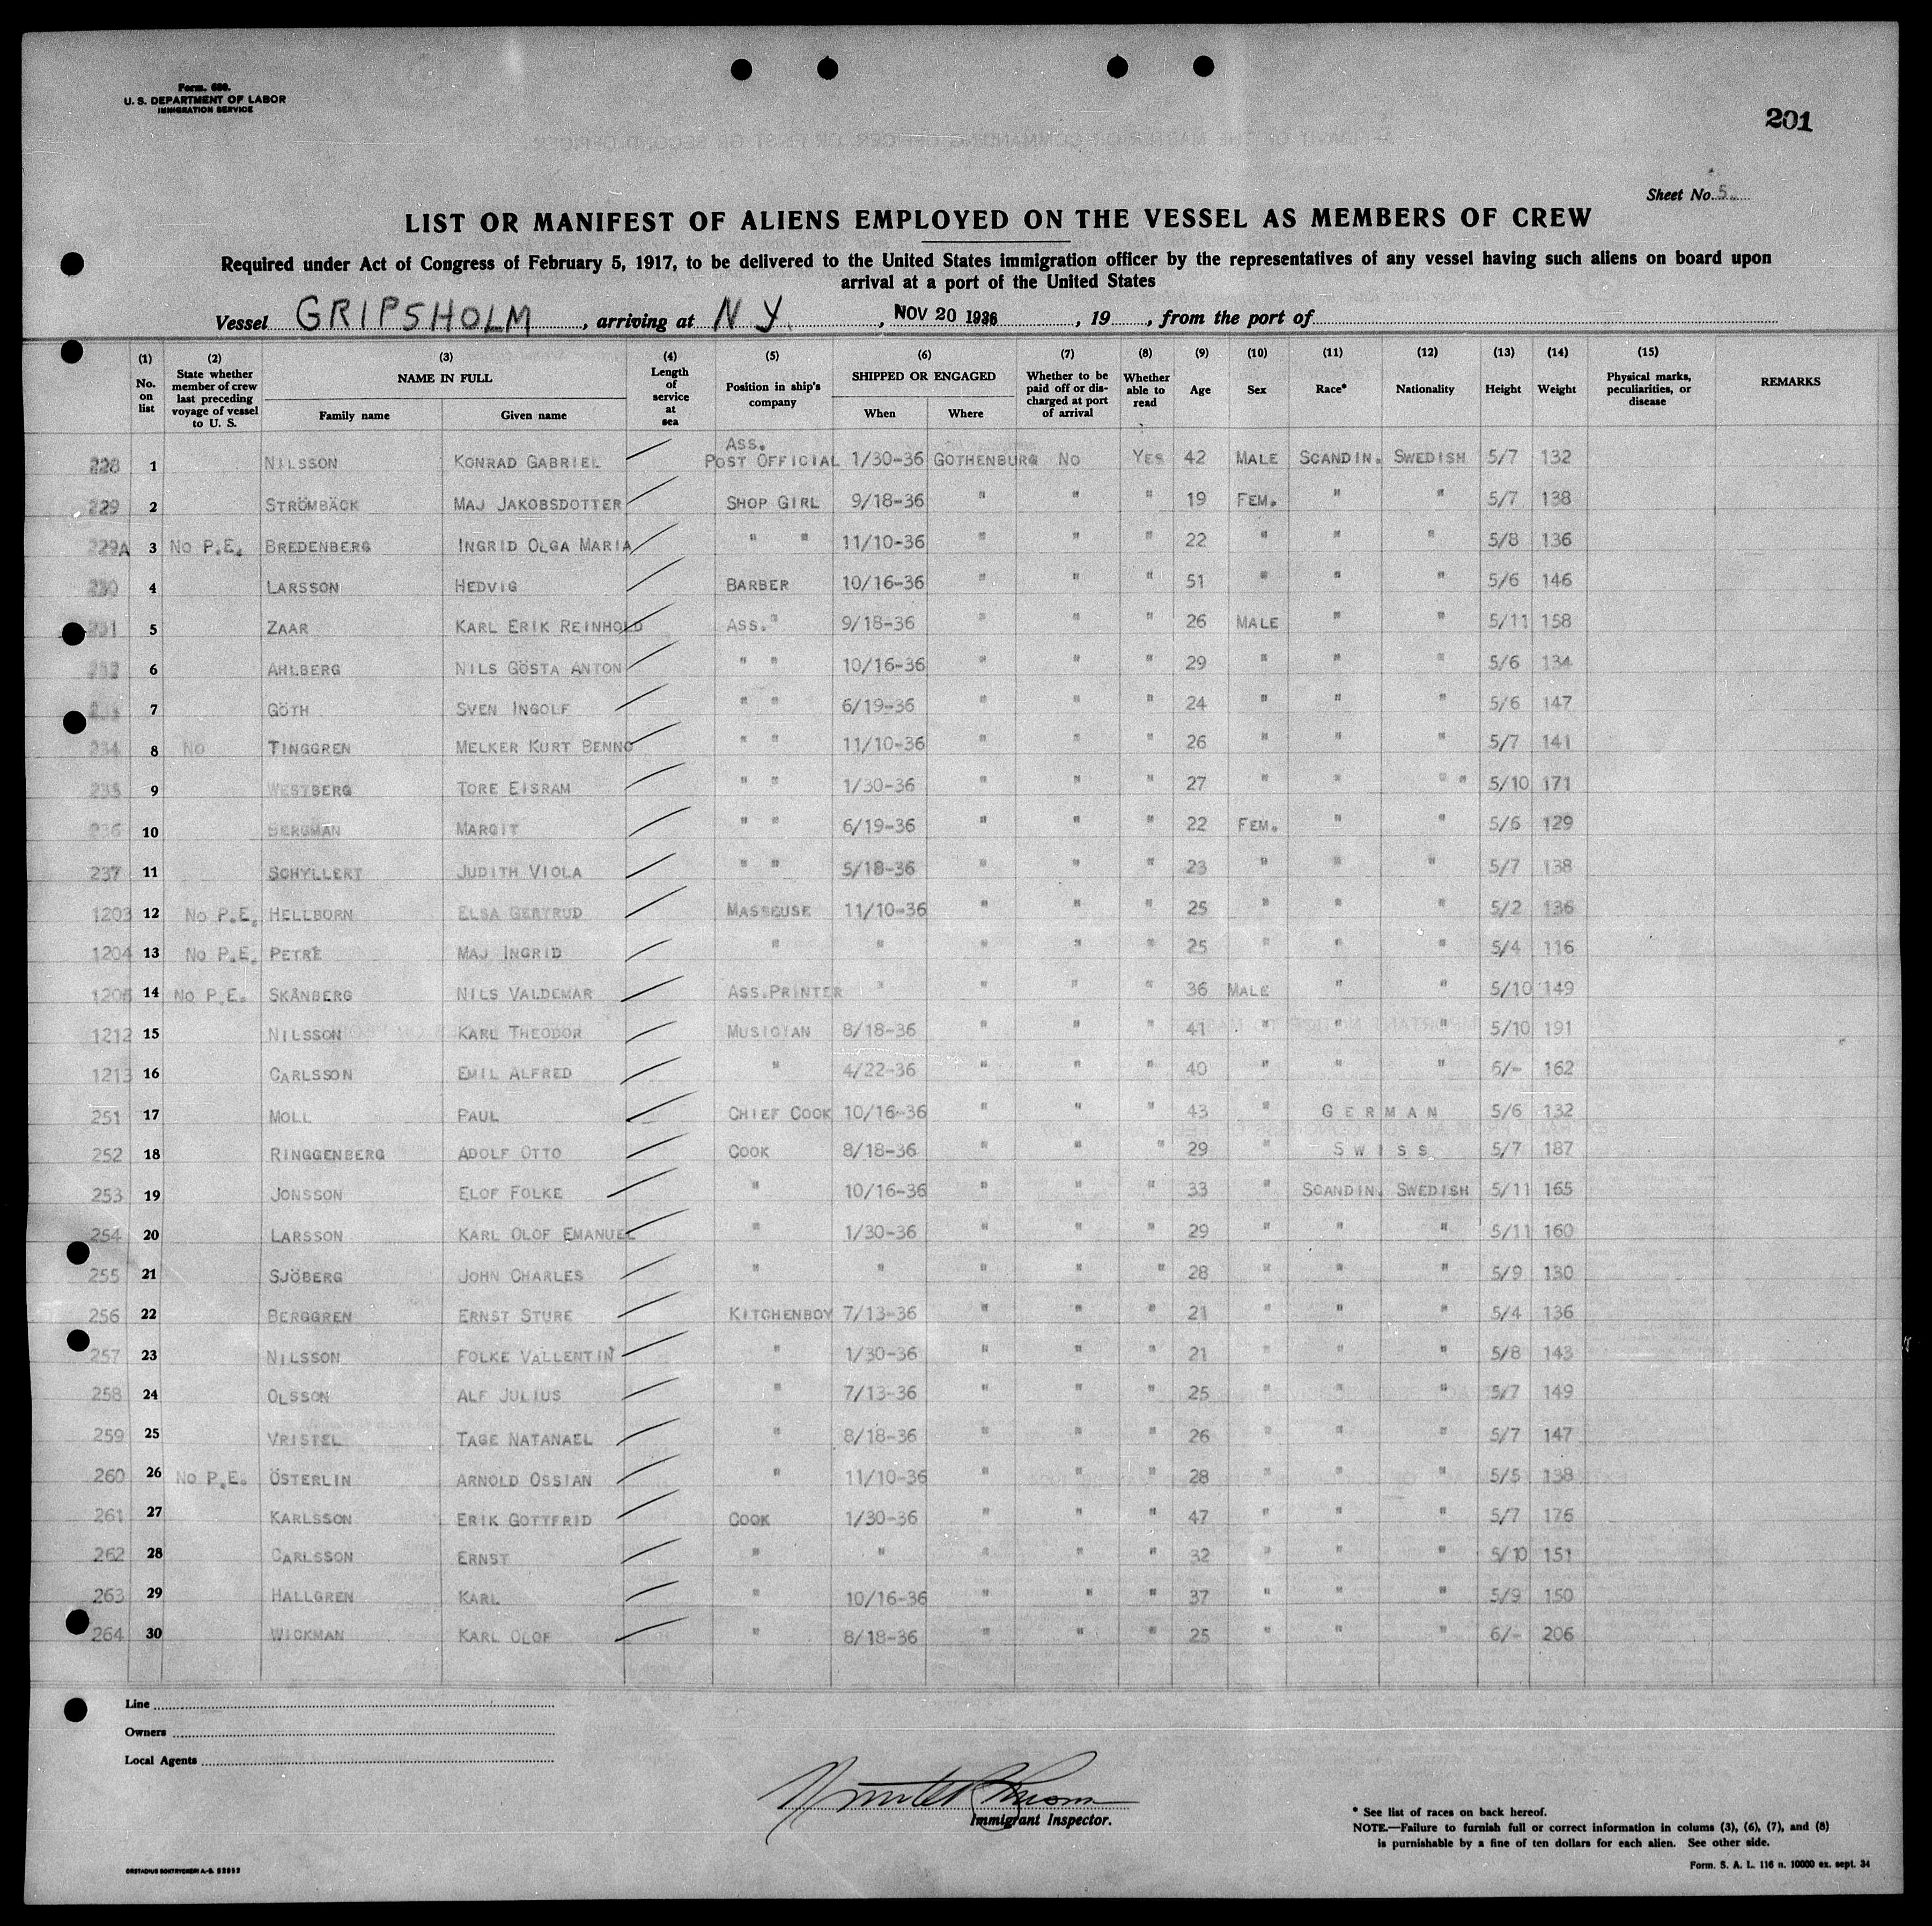 Form. 680.
U. S. DEPARTMENT OF LABOR
IMMIGRATION SERVICE
201
Sheet No. 5
LIST OR MANIFEST OF ALIENS EMPLOYED ON THE VESSEL AS MEMBERS OF CREW
Required under Act of Congress of February 5, 1917, to be delivered to the United States immigration officer by the representatives of any vessel having such aliens on board upon
arrival at a port of the United States
Vessel GRIPSHOLM, arriving at N Y., NOV 20 1936, 19, from the port of
(1) (2) (3) (4) (5) (6) (7) (8) (9) (10) (11) (12) (13) (14) (15)
No. on list | State whether member of crew last preceding voyage of vessel to U. S. | NAME IN FULL | Family name | Given name | Length of service at sea | Position in ship's company | SHIPPED OR ENGAGED | When | Where | Whether to be paid off or discharged at port of arrival | Whether able to read | Age | Sex | Race* | Nationality | Height | Weight | Physical marks, peculiarities, or disease | REMARKS
228 1 NILSSON KONRAD GABRIEL ASS. POST OFFICIAL 1/30-36 GOTHENBURG NO YES 42 MALE SCANDIN. SWEDISH 5/7 132
229 2 STRÖMBÄCK MAJ JAKOBSDOTTER SHOP GIRL 9/18-36 " " " 19 FEM. " " 5/7 138
229A 3 NO P.E. BREDENBERG INGRID OLGA MARIA " " 11/10-36 " " " 22 " " " 5/8 136
230 4 LARSSON HEDVIG BARBER 10/16-36 " " " 51 " " " 5/6 146
231 5 ZAAR KARL ERIK REINHOLD ASS." 9/18-36 " " " 26 MALE " " 5/11 158
232 6 AHLBERG NILS GÖSTA ANTON " " 10/16-36 " " " 29 " " " 5/6 134
7 GÖTH SVEN INGOLF " " 6/19-36 " " " 24 " " " 5/6 147
234 8 NO TINGGREN MELKER KURT BENNO " " 11/10-36 " " " 26 " " " 5/7 141
235 9 WESTBERG TORE EISRAM " " 1/30-36 " " " 27 " " " " 5/10 171
236 10 BERGMAN MARGIT " " 6/19-36 " " " 22 FEM. " " 5/6 129
237 11 SCHYLLERT JUDITH VIOLA " " 5/18-36 " " " 23 " " " 5/7 138
1203 12 NO P.E. HELLBORN ELSA GERTRUD MASSEUSE 11/10-36 " " " 25 " " " 5/2 136
1204 13 NO P.E. PETRÉ MAJ INGRID " " " " " 25 " " " 5/4 116
1206 14 NO P.E. SKÅNBERG NILS VALDEMAR ASS.PRINTER " " " " 36 MALE " " 5/10 149
1212 15 NILSSON KARL THEODOR MUSICIAN 8/18-36 " " " 41 " " " 5/10 191
1213 16 CARLSSON EMIL ALFRED " 4/22-36 " " " 40 " " " 6/- 162
251 17 MOLL PAUL CHIEF COOK 10/16-36 " " " 43 " GERMAN 5/6 132
252 18 RINGGENBERG ADOLF OTTO COOK 8/18-36 " " " 29 " SWISS 5/7 187
253 19 JONSSON ELOF FOLKE " 10/16-36 " " " 33 " SCANDIN. SWEDISH 5/11 165
254 20 LARSSON KARL OLOF EMANUEL " 1/30-36 " " " 29 " " " 5/11 160
255 21 SJÖBERG JOHN CHARLES " " " " " 28 " " " 5/9 130
256 22 BERGGREN ERNST STURE KITCHENBOY 7/13-36 " " " 21 " " " 5/4 136
257 23 NILSSON FOLKE VALLENTIN " 1/30-36 " " " 21 " " " 5/8 143
258 24 OLSSON ALF JULIUS " 7/13-36 " " " 25 " " " 5/7 149
259 25 VRISTEL TAGE NATANAEL " 8/18-36 " " " 26 " " " 5/7 147
260 26 NO P.E. ÖSTERLIN ARNOLD OSSIAN " 11/10-36 " " " 28 " " " 5/5 138
261 27 KARLSSON ERIK GOTTFRID COOK 1/30-36 " " " 47 " " " 5/7 176
262 28 CARLSSON ERNST " " " " " 32 " " " 5/10 151
263 29 HALLGREN KARL " 10/16-36 " " " 37 " " " 5/9 150
264 30 WICKMAN KARL OLOF " 8/18-36 " " " 25 " " " 6/- 206
Line
Owners
Local Agents
Immigrant Inspector.
* See list of races on back hereof.
NOTE.—Failure to furnish full or correct information in colums (3), (6), (7), and (8)
is purnishable by a fine of ten dollars for each alien. See other side.
Form. S. A. L. 116 n. 10000 ex. sept. 34